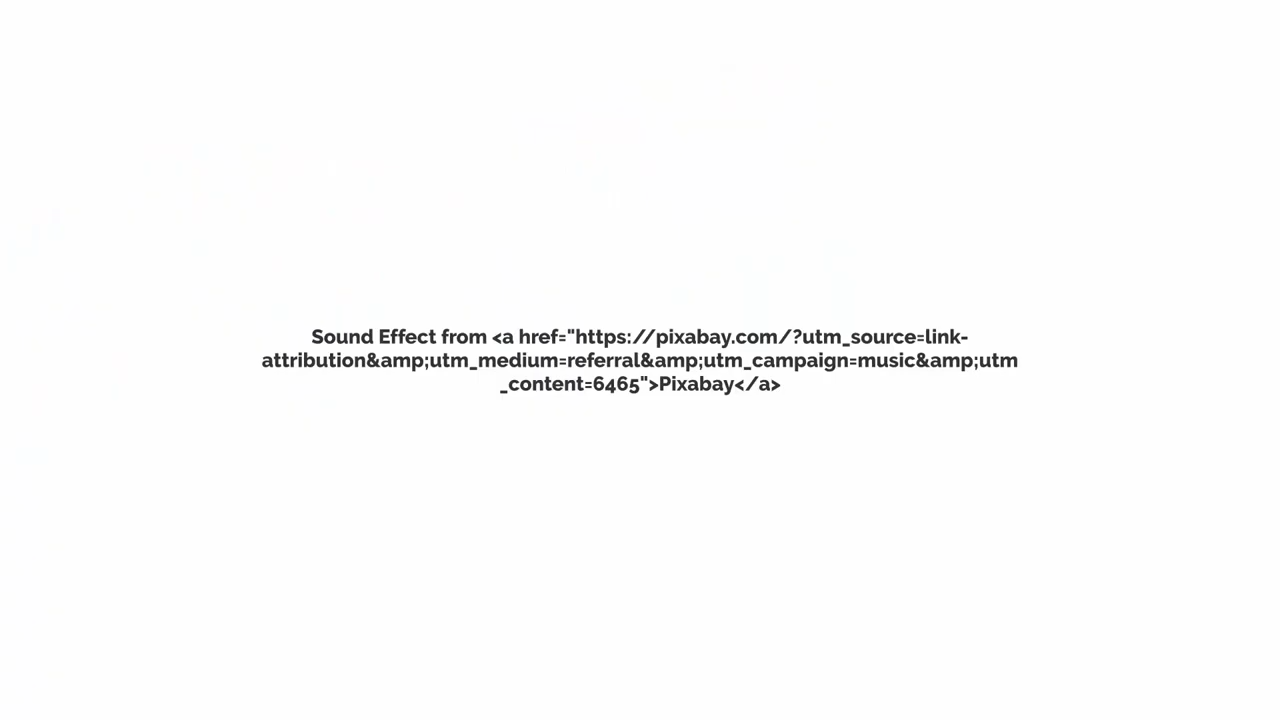 Sound Effect from <a href="https://pixabay.com/?utm_source=link-
attribution&amp;utm_medium=referral&amp;utm_campaign=music&amp;utm
_content=6465">Pixabay</a>